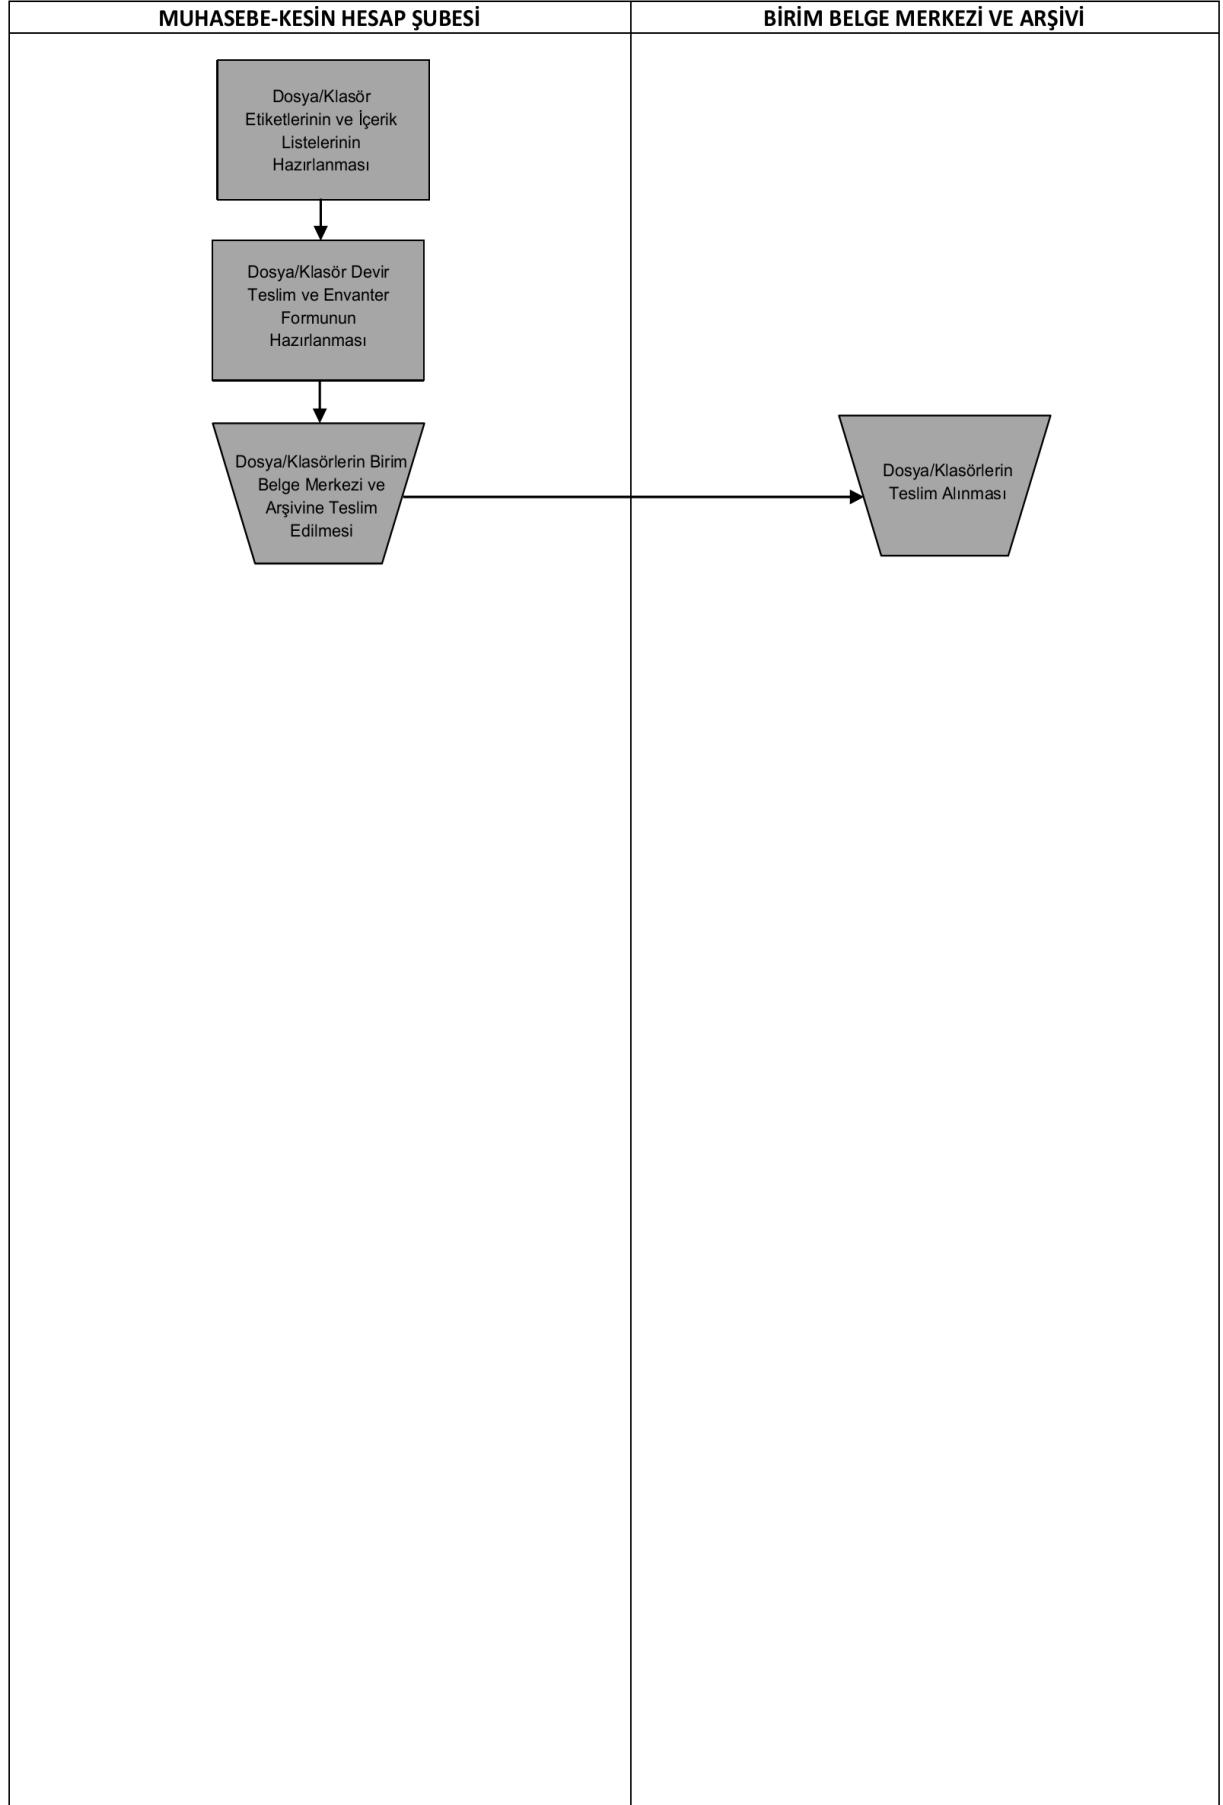 MUHASEBE-KESİN HESAP ŞUBESİ
BİRİM BELGE MERKEZİ VE ARŞİVİ
Dosya/Klasör
Etiketlerinin ve İçerik
Listelerinin
Hazırlanması
Dosya/Klasör Devir
Teslim ve Envanter
Formunun
Hazırlanması
Dosya/Klasörlerin Birim
Belge Merkezi ve
Arşivine Teslim
Edilmesi
Dosya/Klasörlerin
Teslim Alınması